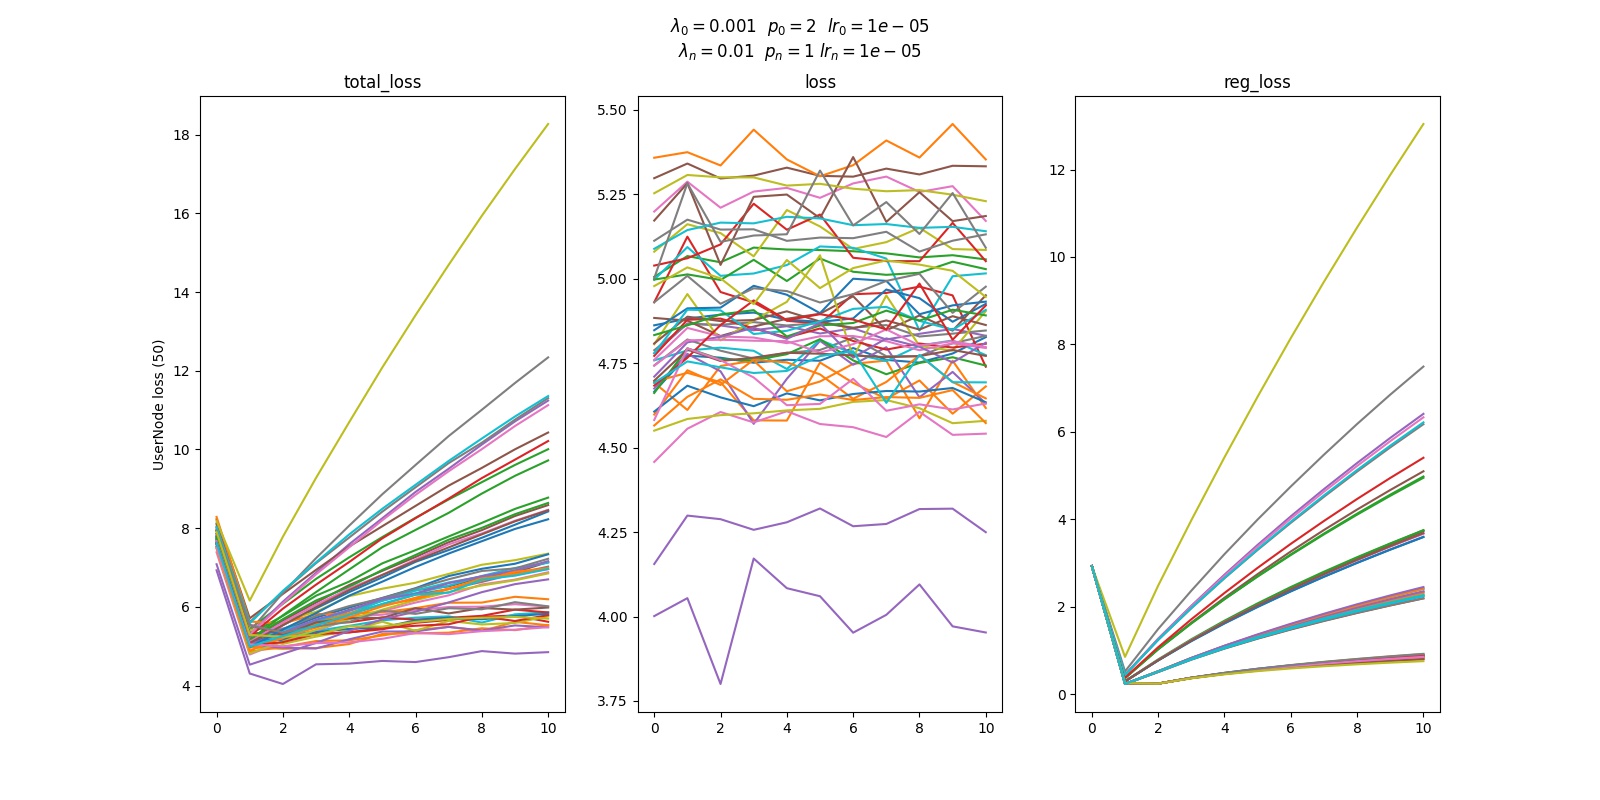 λ₀ = 0.001 p₀ = 2 lr₀ = 1e − 05
λₙ = 0.01 pₙ = 1 lrₙ = 1e − 05
total_loss
loss
reg_loss
UserNode loss (50)
18
16
14
12
10
8
6
4
0 2 4 6 8 10
5.50
5.25
5.00
4.75
4.50
4.25
4.00
3.75
0 2 4 6 8 10
12
10
8
6
4
2
0
0 2 4 6 8 10